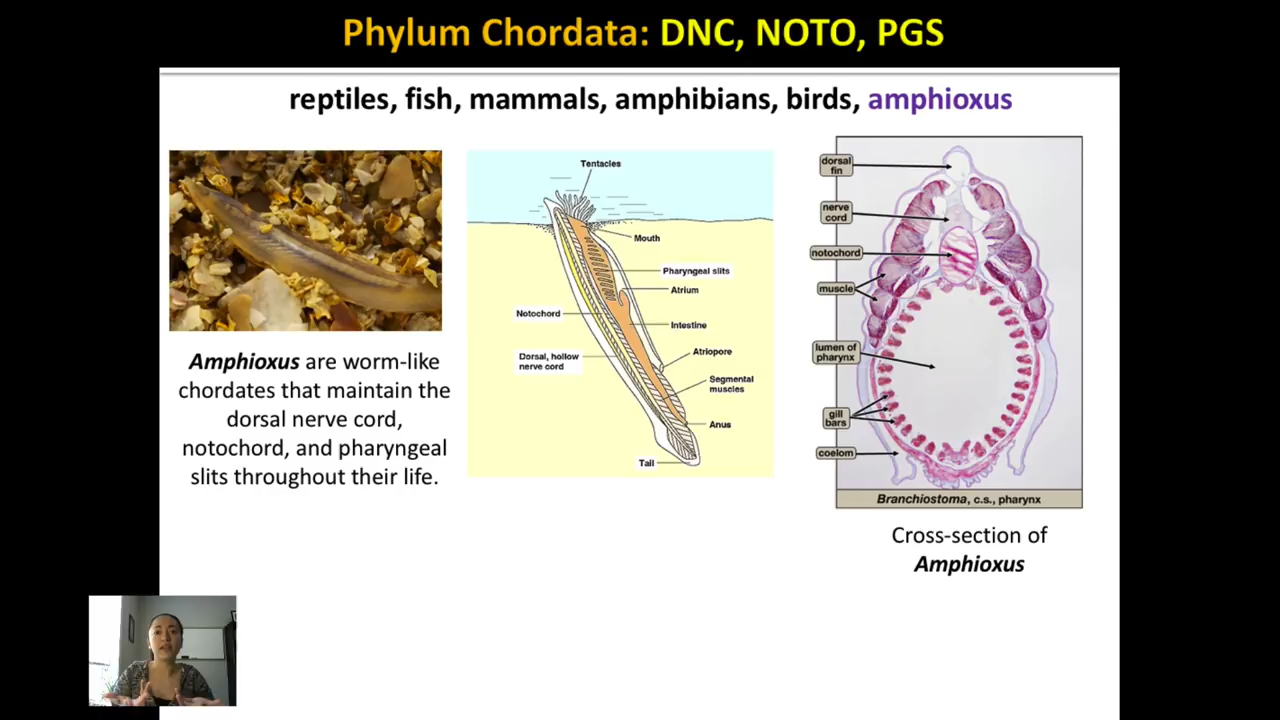 Phylum Chordata: DNC, NOTO, PGS
reptiles, fish, mammals, amphibians, birds, amphioxus
Amphioxus are worm-like
chordates that maintain the
dorsal nerve cord,
notochord, and pharyngeal
slits throughout their life.
Tentacles
Mouth
Pharyngeal slits
Atrium
Notochord
Intestine
Dorsal, hollow
nerve cord
Atriopore
Segmental
muscles
Anus
Tail
dorsal
fin
nerve
cord
notochord
muscle
lumen of
pharynx
gill
bars
coelom
Branchiostoma, c.s., pharynx
Cross-section of
Amphioxus